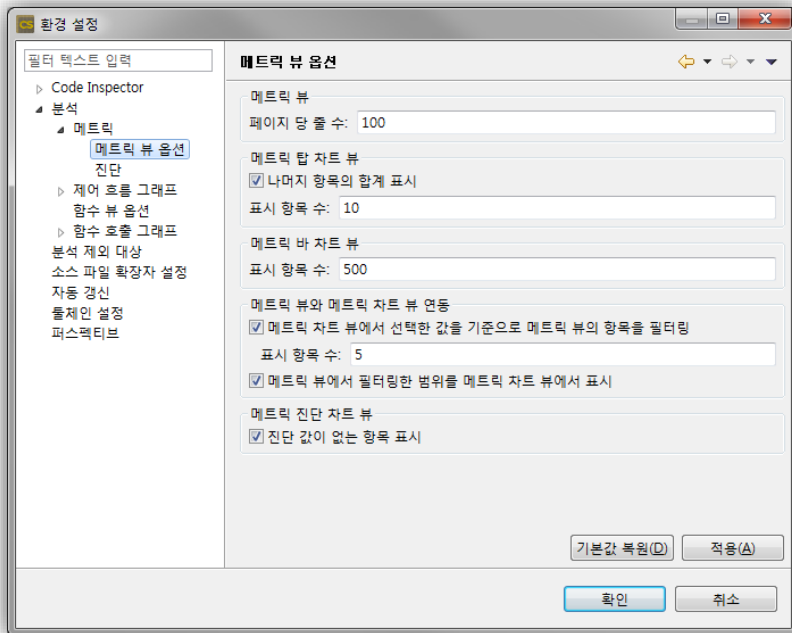 CS 환경 설정
필터 텍스트 입력
Code Inspector
분석
메트릭
메트릭 뷰 옵션
진단
제어 흐름 그래프
함수 뷰 옵션
함수 호출 그래프
분석 제외 대상
소스 파일 확장자 설정
자동 갱신
툴체인 설정
퍼스펙티브
메트릭 뷰 옵션
메트릭 뷰
페이지 당 줄 수: 100
메트릭 탑 차트 뷰
나머지 항목의 합계 표시
표시 항목 수: 10
메트릭 바 차트 뷰
표시 항목 수: 500
메트릭 뷰와 메트릭 차트 뷰 연동
메트릭 차트 뷰에서 선택한 값을 기준으로 메트릭 뷰의 항목을 필터링
표시 항목 수: 5
메트릭 뷰에서 필터링한 범위를 메트릭 차트 뷰에서 표시
메트릭 진단 차트 뷰
진단 값이 없는 항목 표시
기본값 복원(D) 적용(A)
확인 취소